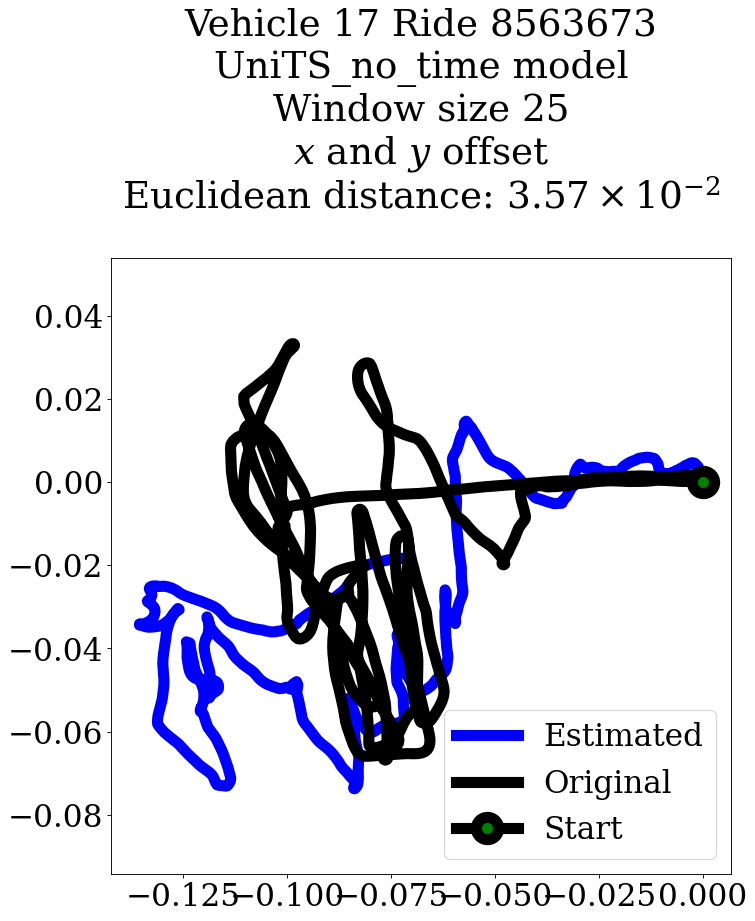 Vehicle 17 Ride 8563673
UniTS_no_time model
Window size 25
x and y offset
Euclidean distance: 3.57 × 10⁻²
0.04
0.02
0.00
−0.02
−0.04
−0.06
−0.08
Estimated
Original
Start
−0.125 −0.100 −0.075 −0.050 −0.025 0.000